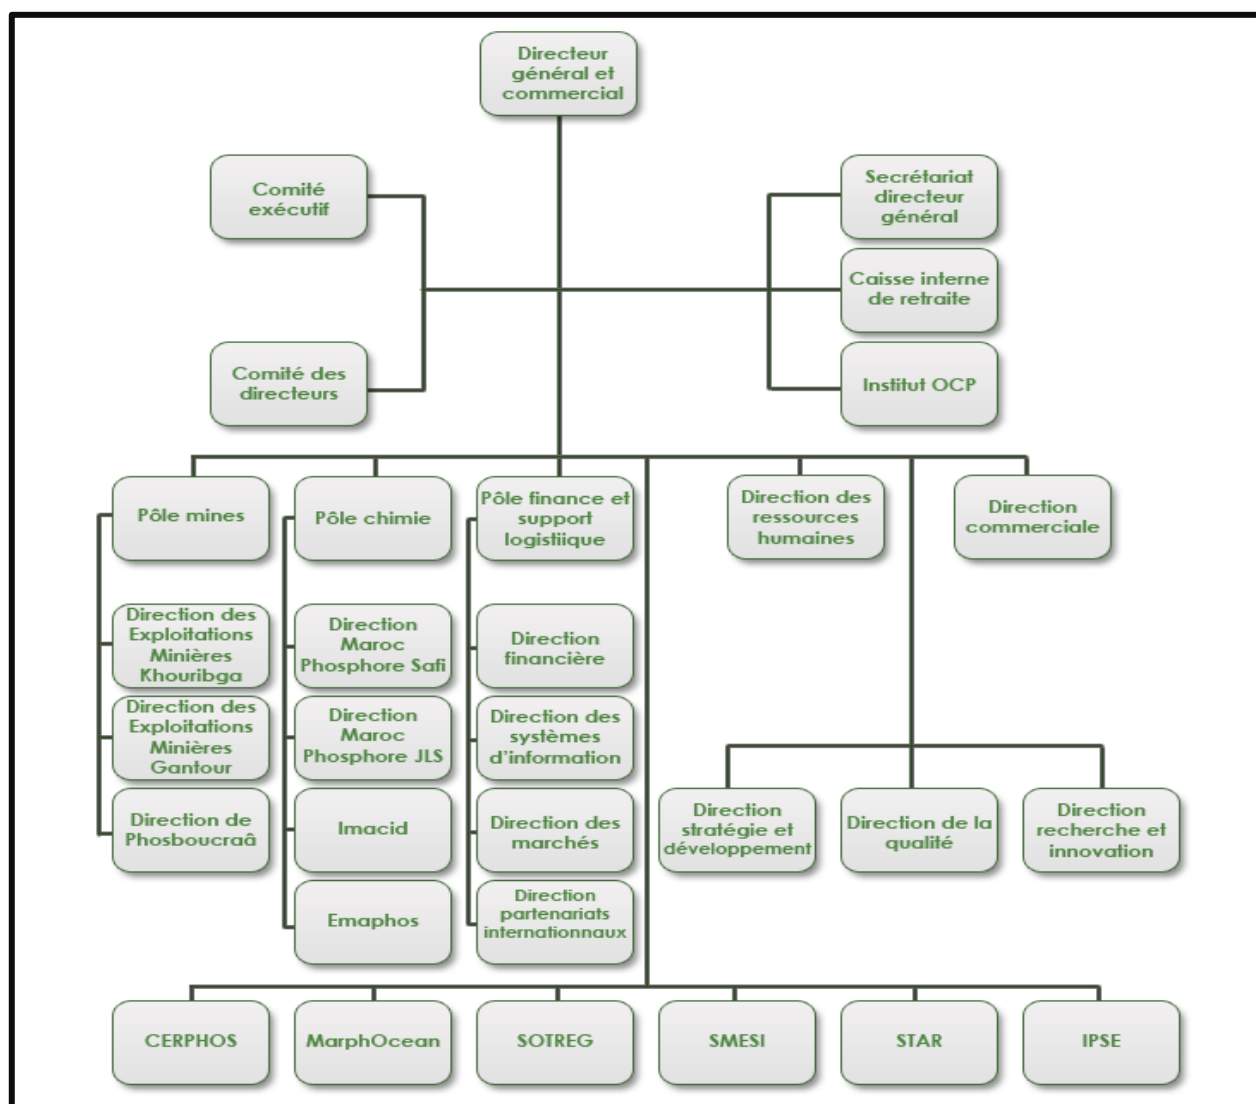 Directeur
général et
commercial
Comité
exécutif
Secrétariat
directeur
général
Caisse interne
de retraite
Comité des
directeurs
Institut OCP
Pôle mines
Pôle chimie
Pôle finance et
support
logistiique
Direction des
ressources
humaines
Direction
commerciale
Direction des
Exploitations
Minières
Khouribga
Direction
Maroc
Phosphore Safi
Direction
financière
Direction des
Exploitations
Minières
Gantour
Direction
Maroc
Phosphore JLS
Direction des
systèmes
d'information
Direction de
Phosboucraâ
Imacid
Direction des
marchés
Direction
stratégie et
développement
Direction de la
qualité
Direction
recherche et
innovation
Emaphos
Direction
partenariats
internationnaux
CERPHOS
MarphOcean
SOTREG
SMESI
STAR
IPSE